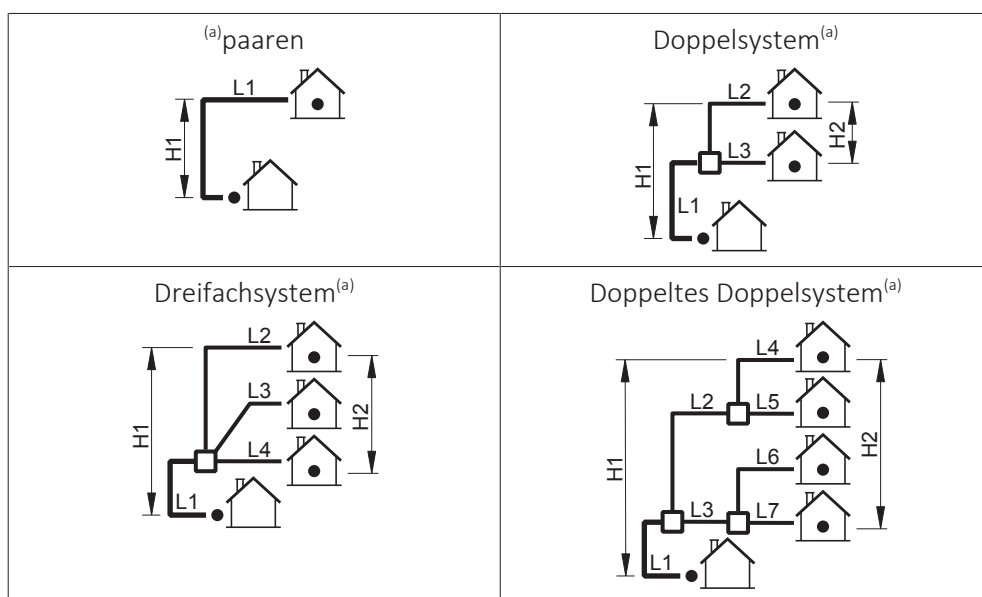 (a)paaren
L1
H1
Doppelsystem(a)
L2
H2
L3
H1
L1
Dreifachsystem(a)
L2
L3
H2
H1
L4
L1
Doppeltes Doppelsystem(a)
L4
L2
L5
H2
H1
L6
L3
L7
L1